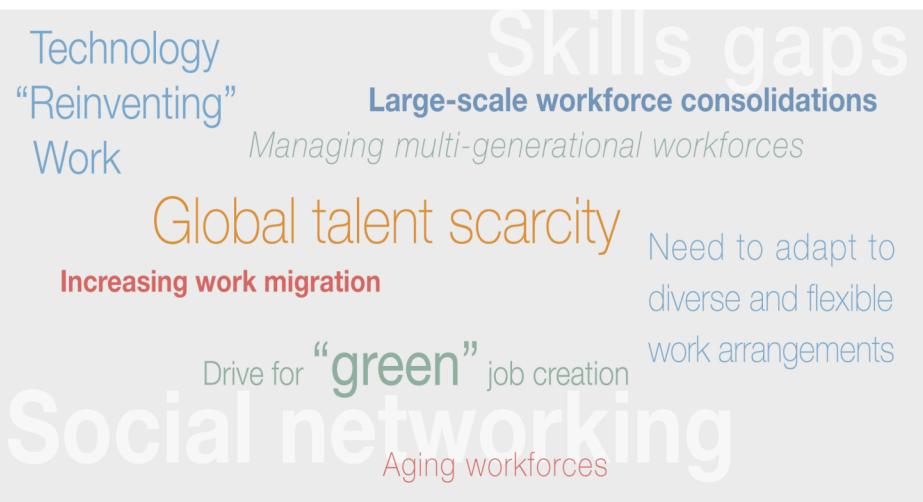 Skills gaps
Technology
“Reinventing”
Work
Large-scale workforce consolidations
Managing multi-generational workforces
Global talent scarcity
Need to adapt to
diverse and flexible
work arrangements
Increasing work migration
Drive for “green” job creation
Social networking
Aging workforces